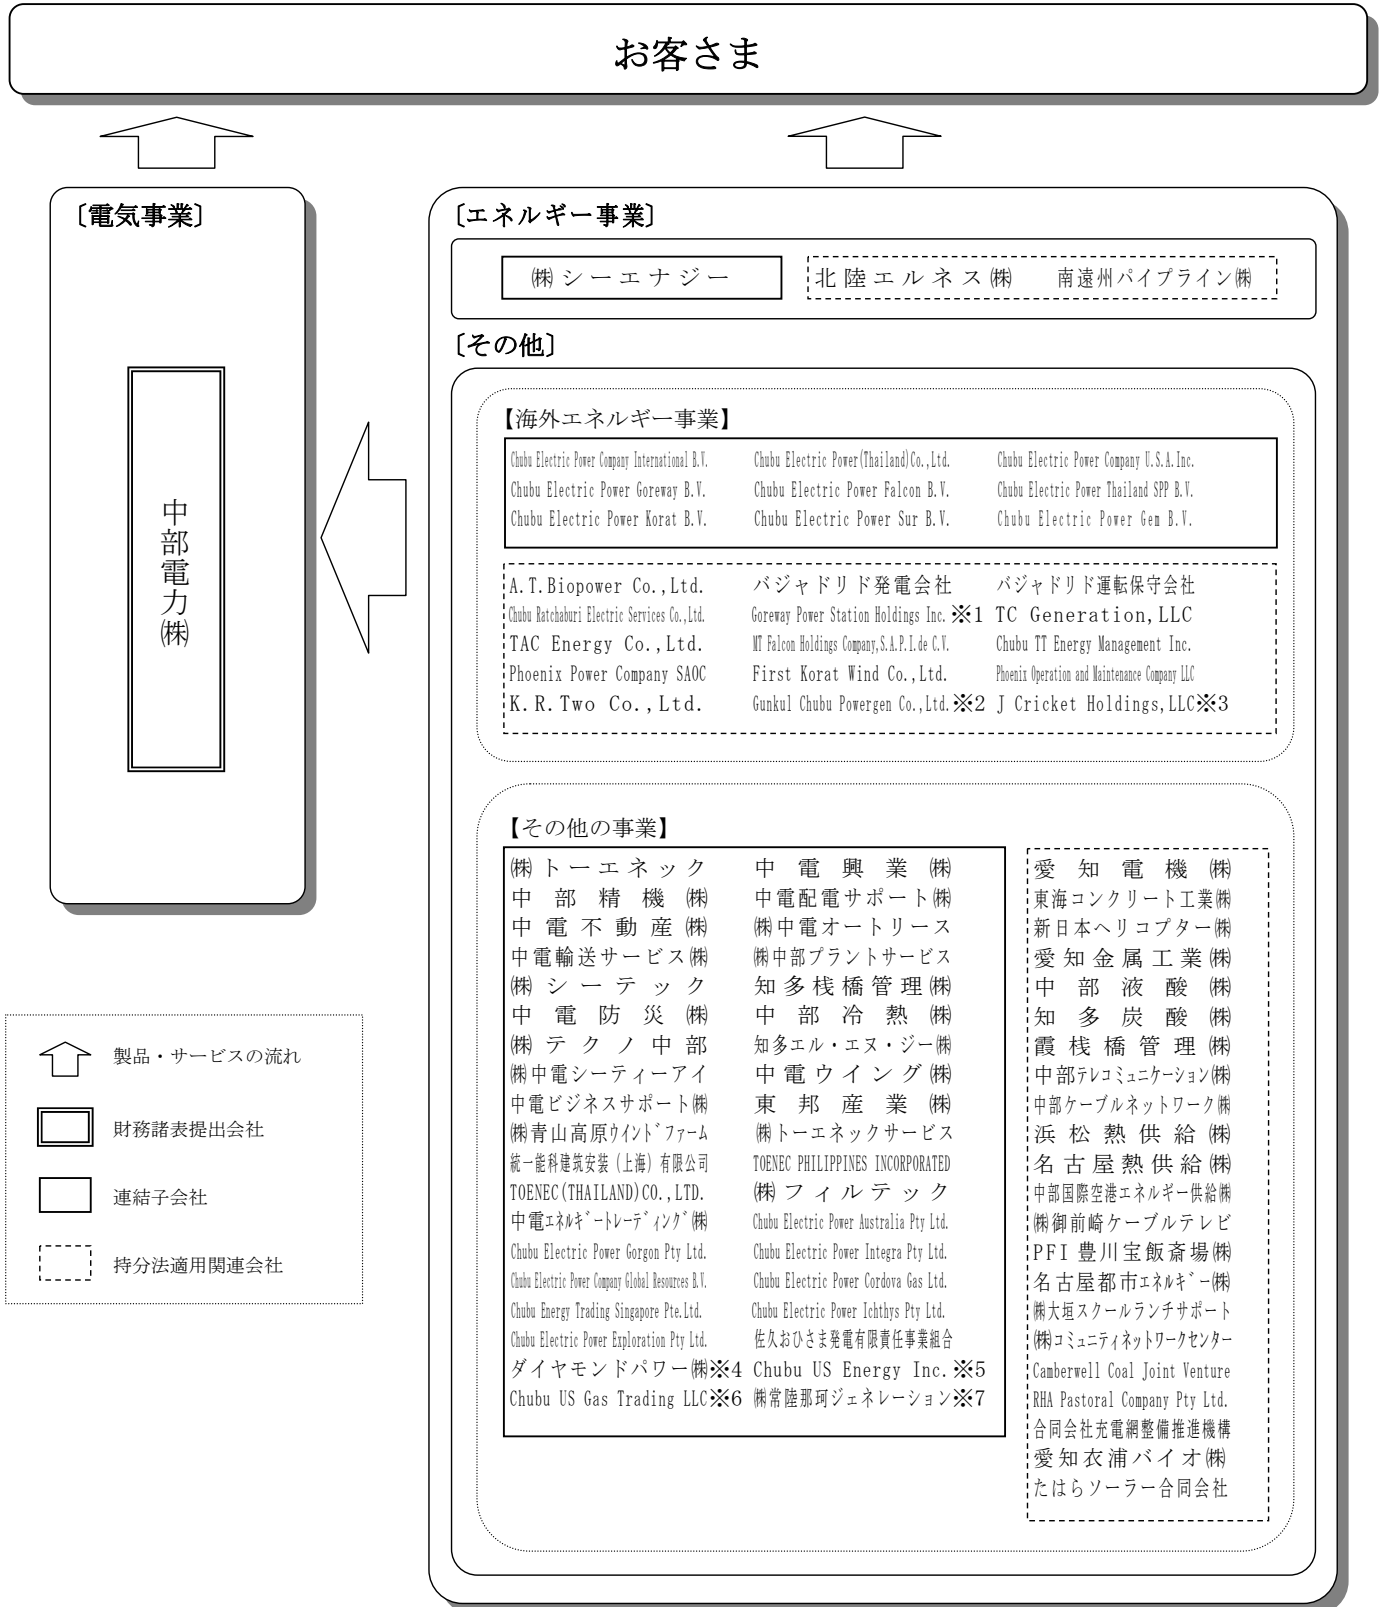 お客さま
〔電気事業〕
中部電力㈱
〔エネルギー事業〕
㈱シーエナジー
北陸エルネス㈱ 南遠州パイプライン㈱
〔その他〕
【海外エネルギー事業】
Chubu Electric Power Company International B.V. Chubu Electric Power(Thailand)Co.,Ltd. Chubu Electric Power Company U.S.A.Inc.
Chubu Electric Power Goreway B.V. Chubu Electric Power Falcon B.V. Chubu Electric Power Thailand SPP B.V.
Chubu Electric Power Korat B.V. Chubu Electric Power Sur B.V. Chubu Electric Power Gem B.V.
A.T.Biopower Co.,Ltd. バジャドリド発電会社 バジャドリド運転保守会社
Chubu Ratchaburi Electric Services Co.,Ltd. Goreway Power Station Holdings Inc.※1 TC Generation,LLC
TAC Energy Co.,Ltd. MT Falcon Holdings Company,S.A.P.I.de C.V. Chubu TT Energy Management Inc.
Phoenix Power Company SAOC First Korat Wind Co.,Ltd. Phoenix Operation and Maintenance Company LLC
K.R.Two Co.,Ltd. Gunkul Chubu Powergen Co.,Ltd.※2 J Cricket Holdings,LLC※3
【その他の事業】
㈱トーエネック 中電興業㈱
中部精機㈱ 中電配電サポート㈱
中電不動産㈱ ㈱中電オートリース
中電輸送サービス㈱ ㈱中部プラントサービス
㈱シーテック 知多桟橋管理㈱
中電防災㈱ 中部冷熱㈱
㈱テクノ中部 知多エル・エヌ・ジー㈱
㈱中電シーティーアイ 中電ウイング㈱
中電ビジネスサポート㈱ 東邦産業㈱
㈱青山高原ウインドファーム ㈱トーエネックサービス
統一能科建筑安装（上海）有限公司 TOENEC PHILIPPINES INCORPORATED
TOENEC(THAILAND)CO.,LTD. ㈱フィルテック
中電エネルギートレーディング㈱ Chubu Electric Power Australia Pty Ltd.
Chubu Electric Power Gorgon Pty Ltd. Chubu Electric Power Integra Pty Ltd.
Chubu Electric Power Company Global Resources B.V. Chubu Electric Power Cordova Gas Ltd.
Chubu Energy Trading Singapore Pte.Ltd. Chubu Electric Power Ichthys Pty Ltd.
Chubu Electric Power Exploration Pty Ltd. 佐久おひさま発電有限責任事業組合
ダイヤモンドパワー㈱※4 Chubu US Energy Inc.※5
Chubu US Gas Trading LLC※6 ㈱常陸那珂ジェネレーション※7
愛知電機㈱
東海コンクリート工業㈱
新日本ヘリコプター㈱
愛知金属工業㈱
中部液酸㈱
知多炭酸㈱
霞桟橋管理㈱
中部テレコミュニケーション㈱
中部ケーブルネットワーク㈱
浜松熱供給㈱
名古屋熱供給㈱
中部国際空港エネルギー供給㈱
㈱御前崎ケーブルテレビ
PFI豊川宝飯斎場㈱
名古屋都市エネルギー㈱
㈱大垣スクールランチサポート
㈱コミュニティネットワークセンター
Camberwell Coal Joint Venture
RHA Pastoral Company Pty Ltd.
合同会社充電網整備推進機構
愛知衣浦バイオ㈱
たはらソーラー合同会社
製品・サービスの流れ
財務諸表提出会社
連結子会社
持分法適用関連会社